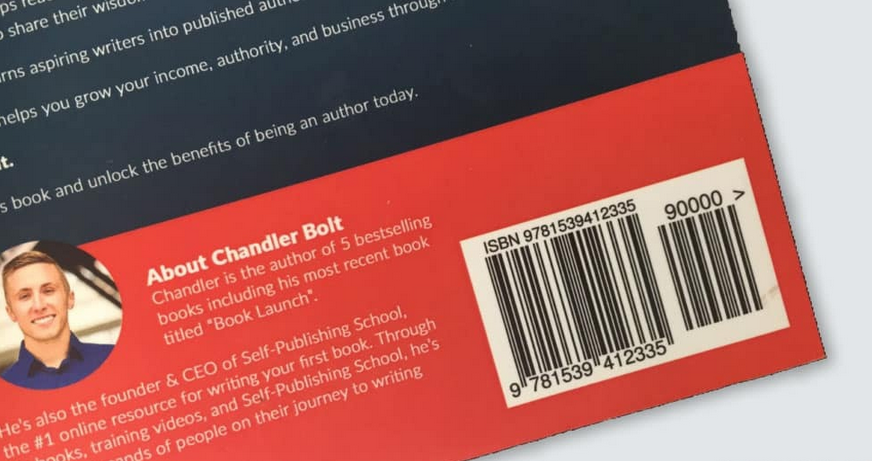 share their
aspiring writers into published
helps you grow your income, authority, and business through
book and unlock the benefits of being an author today.
About Chandler Bolt
Chandler is the author of 5 bestselling
books including his most recent book
titled "Book Launch".
He's also the founder & CEO of Self-Publishing School,
the #1 online resource for writing your first book. Through
training videos, and Self-Publishing School, he's
of people on their journey to writing
ISBN 9781539412335
90000 >
9 781539 412335